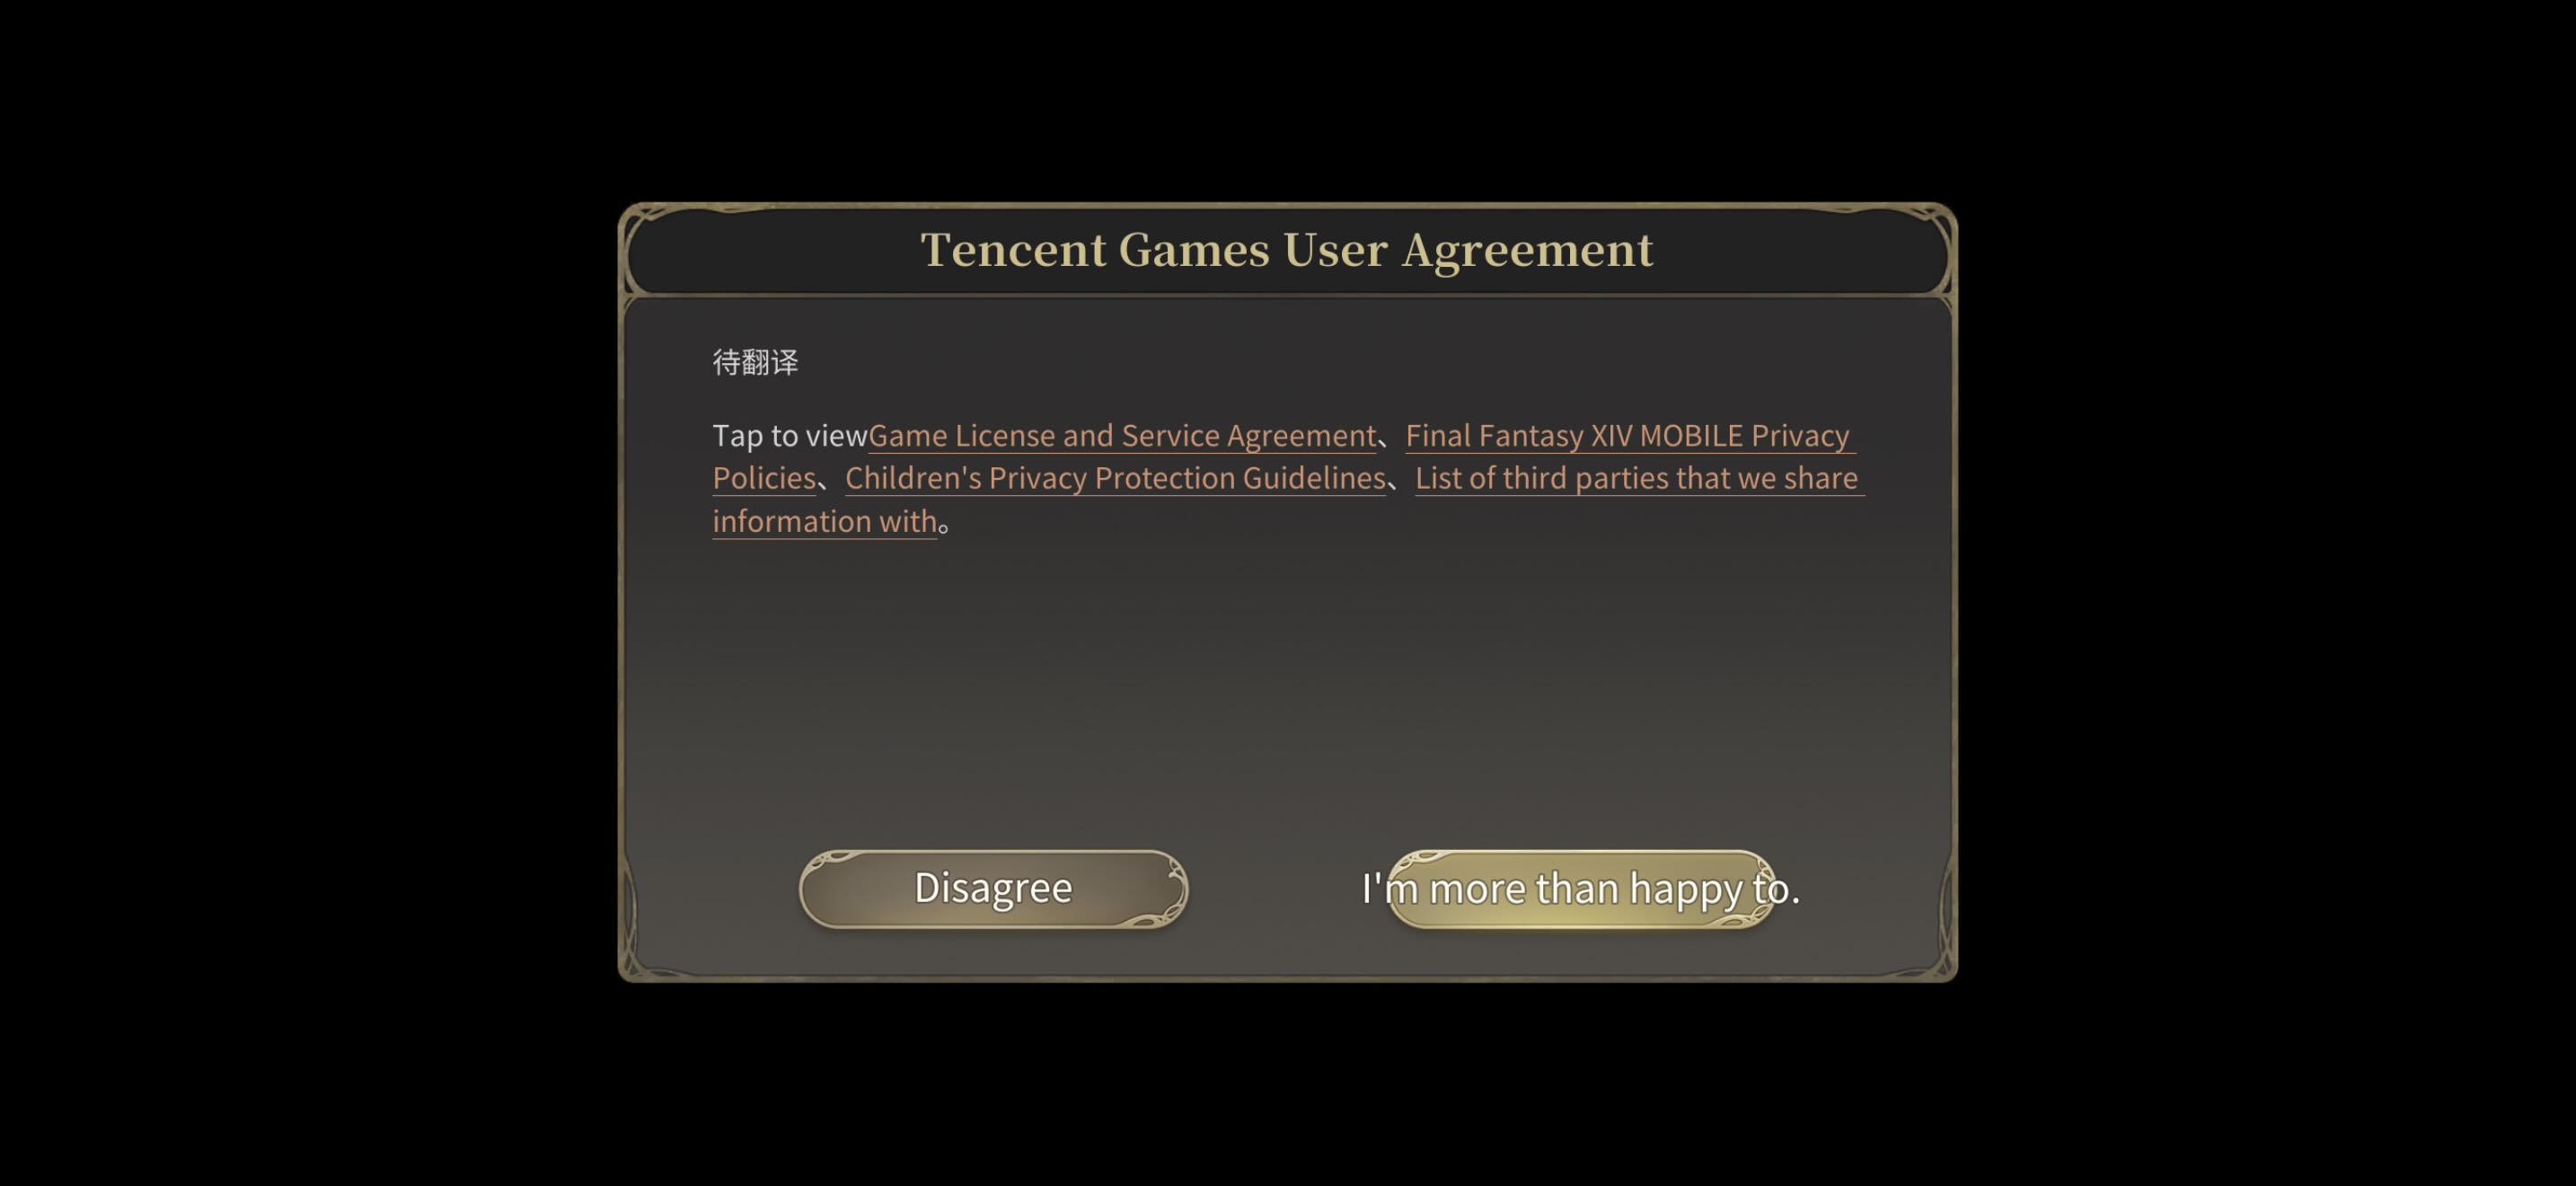 Tencent Games User Agreement
待翻译
Tap to viewGame License and Service Agreement、Final Fantasy XIV MOBILE Privacy
Policies、Children's Privacy Protection Guidelines、List of third parties that we share
information with。
Disagree
I'm more than happy to.